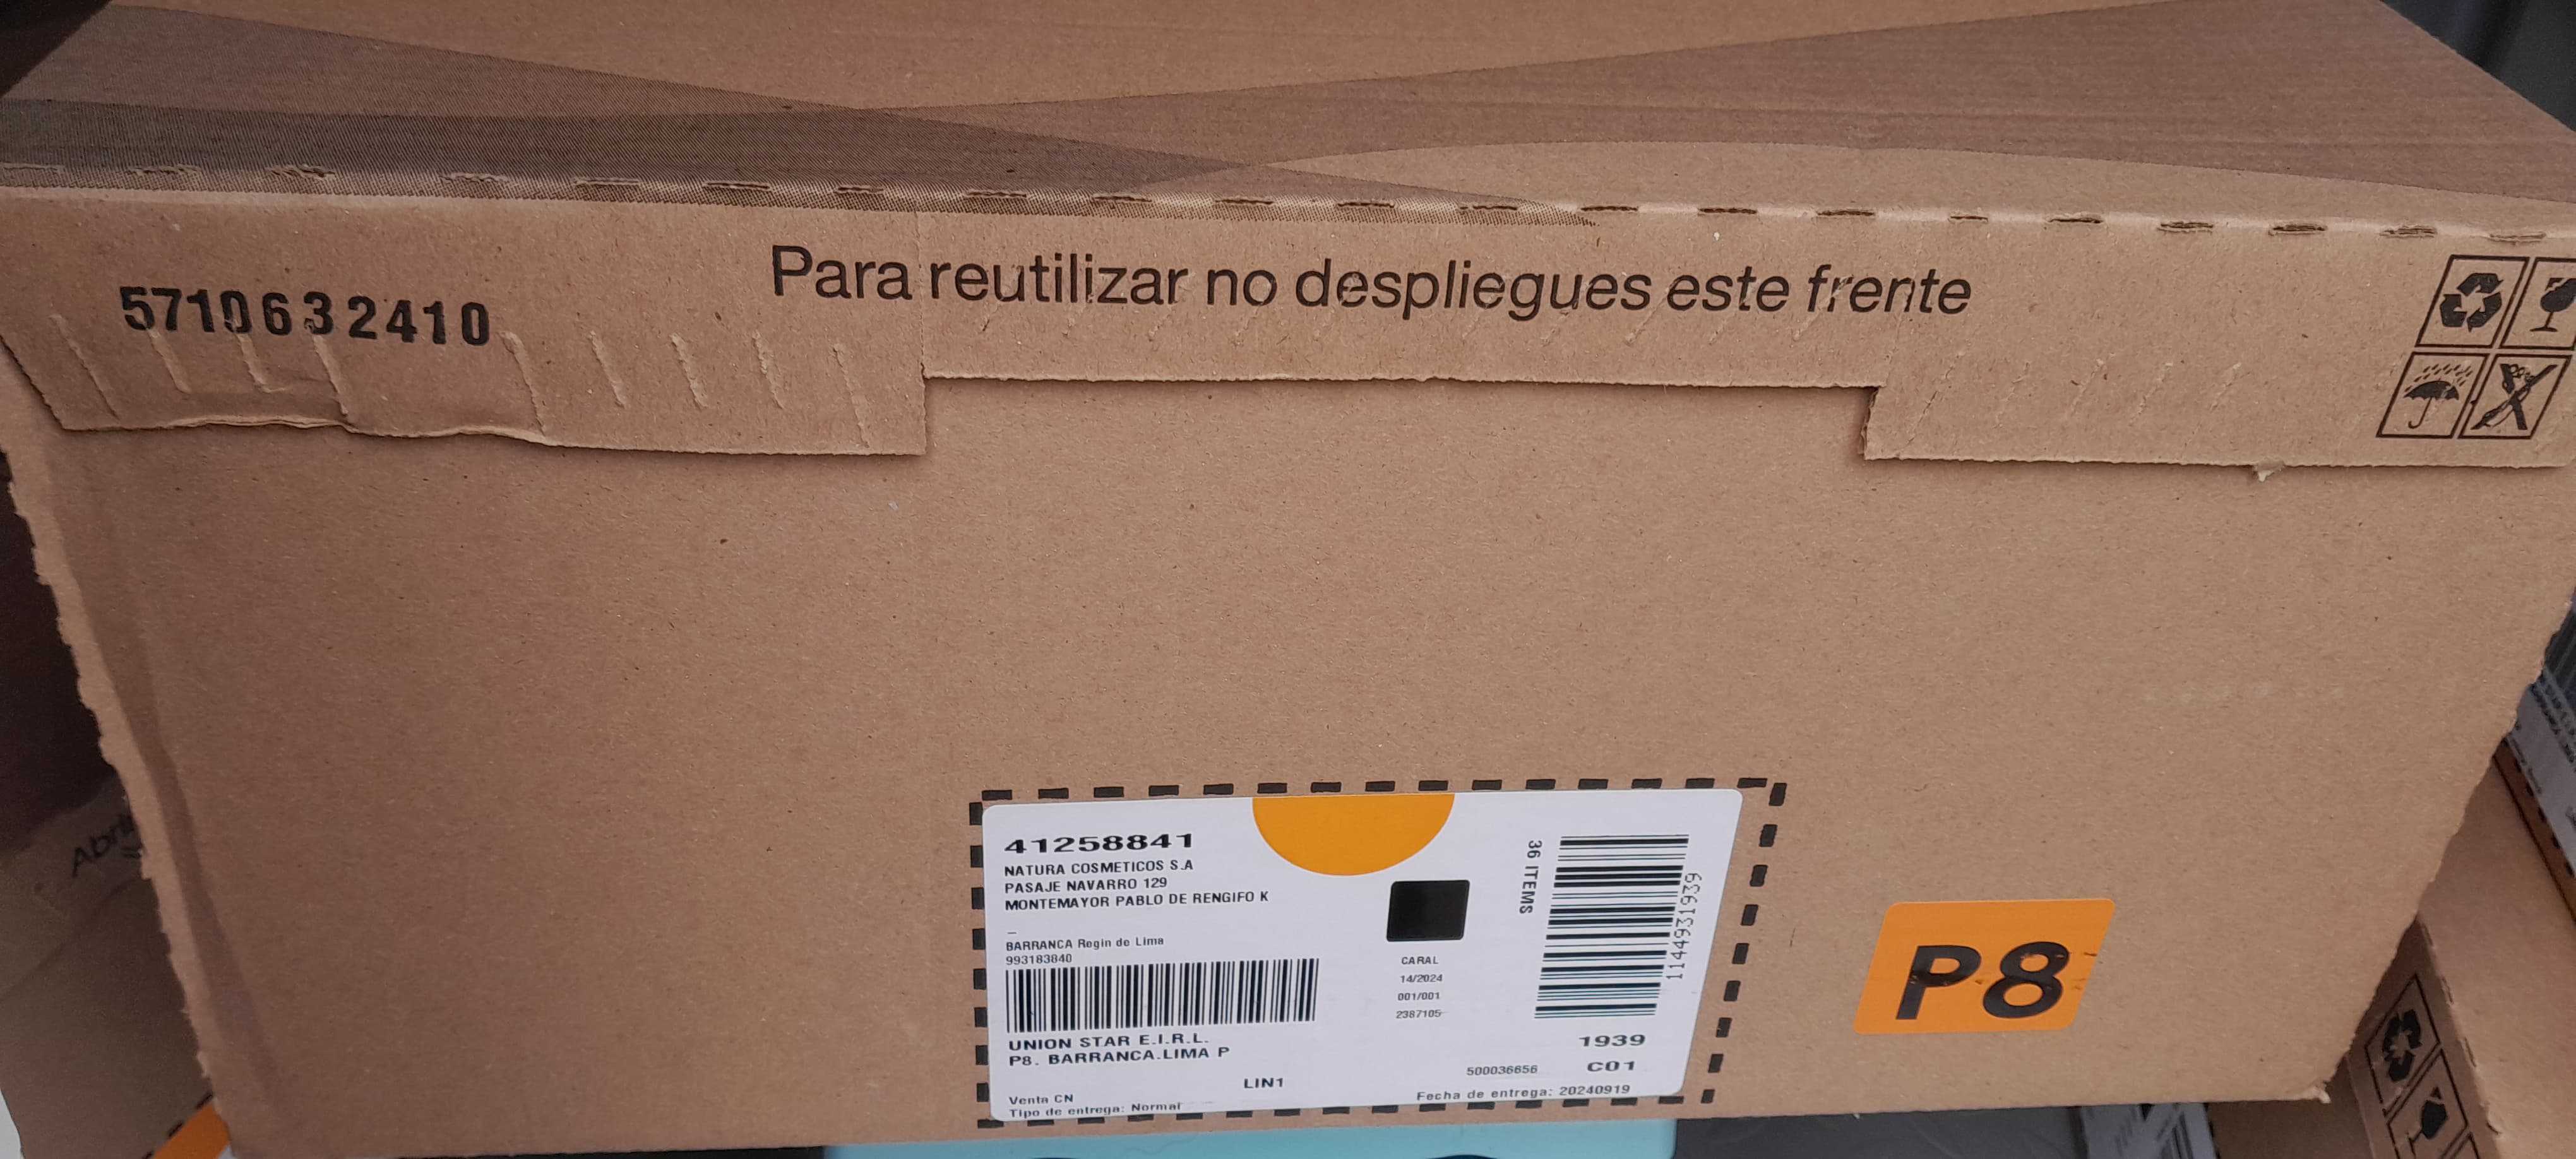 Para reutilizar no despliegues este frente
5710632410
Abri
41258841
NATURA COSMETICOS S.A
PASAJE NAVARRO 129
MONTEMAYOR PABLO DE RENGIFO K
–
BARRANCA Regin de Lima
993183840
UNION STAR E.I.R.L.
P8. BARRANCA.LIMA P
LIN1
Venta CN
Tipo de entrega: Normal
CARAL
14/2024
001/001
2387105
36 ITEMS
1144931939
1939
500036656
C01
Fecha de entrega: 20240919
P8